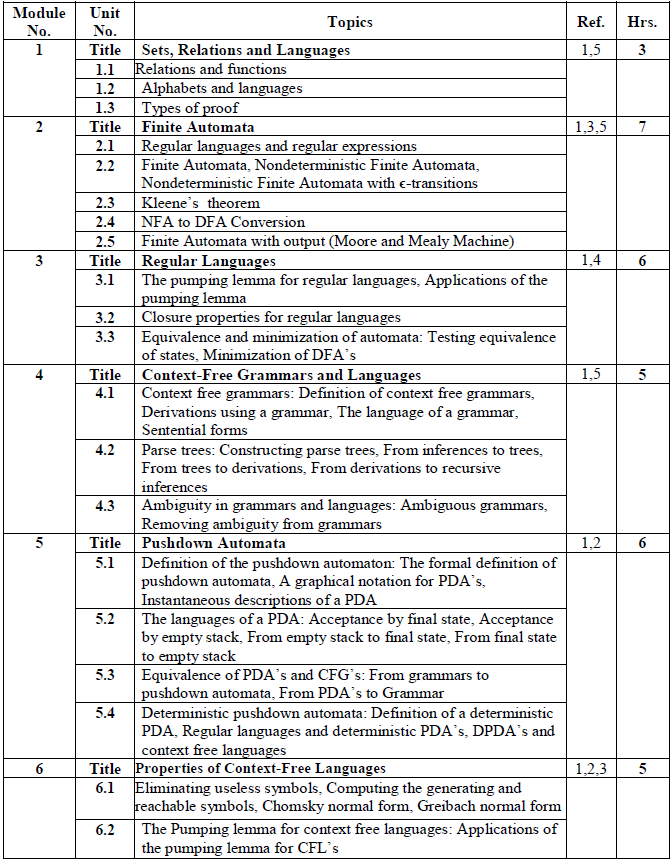 Module No. Unit No. Topics Ref. Hrs.
1 Title Sets, Relations and Languages 1,5 3
1.1 Relations and functions
1.2 Alphabets and languages
1.3 Types of proof
2 Title Finite Automata 1,3,5 7
2.1 Regular languages and regular expressions
2.2 Finite Automata, Nondeterministic Finite Automata,
Nondeterministic Finite Automata with ϵ-transitions
2.3 Kleene’s theorem
2.4 NFA to DFA Conversion
2.5 Finite Automata with output (Moore and Mealy Machine)
3 Title Regular Languages 1,4 6
3.1 The pumping lemma for regular languages, Applications of the
pumping lemma
3.2 Closure properties for regular languages
3.3 Equivalence and minimization of automata: Testing equivalence
of states, Minimization of DFA’s
4 Title Context-Free Grammars and Languages 1,5 5
4.1 Context free grammars: Definition of context free grammars,
Derivations using a grammar, The language of a grammar,
Sentential forms
4.2 Parse trees: Constructing parse trees, From inferences to trees,
From trees to derivations, From derivations to recursive
inferences
4.3 Ambiguity in grammars and languages: Ambiguous grammars,
Removing ambiguity from grammars
5 Title Pushdown Automata 1,2 6
5.1 Definition of the pushdown automaton: The formal definition of
pushdown automata, A graphical notation for PDA’s,
Instantaneous descriptions of a PDA
5.2 The languages of a PDA: Acceptance by final state, Acceptance
by empty stack, From empty stack to final state, From final state
to empty stack
5.3 Equivalence of PDA’s and CFG’s: From grammars to
pushdown automata, From PDA’s to Grammar
5.4 Deterministic pushdown automata: Definition of a deterministic
PDA, Regular languages and deterministic PDA’s, DPDA’s and
context free languages
6 Title Properties of Context-Free Languages 1,2,3 5
6.1 Eliminating useless symbols, Computing the generating and
reachable symbols, Chomsky normal form, Greibach normal form
6.2 The Pumping lemma for context free languages: Applications of
the pumping lemma for CFL’s